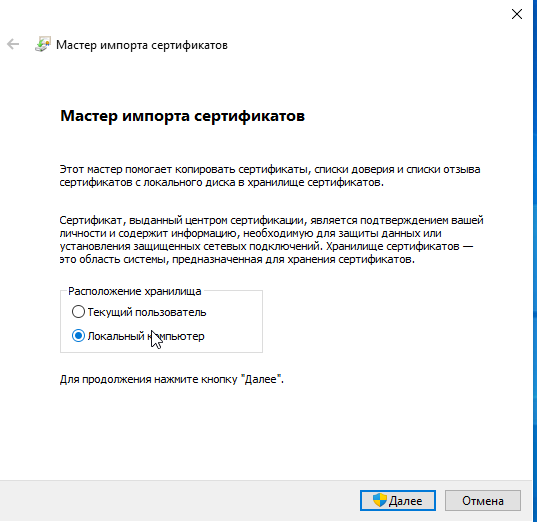 Мастер импорта сертификатов
Мастер импорта сертификатов
Этот мастер помогает копировать сертификаты, списки доверия и списки отзыва
сертификатов с локального диска в хранилище сертификатов.
Сертификат, выданный центром сертификации, является подтверждением вашей
личности и содержит информацию, необходимую для защиты данных или
установления защищенных сетевых подключений. Хранилище сертификатов —
это область системы, предназначенная для хранения сертификатов.
Расположение хранилища
Текущий пользователь
Локальный компьютер
Для продолжения нажмите кнопку "Далее".
Далее
Отмена